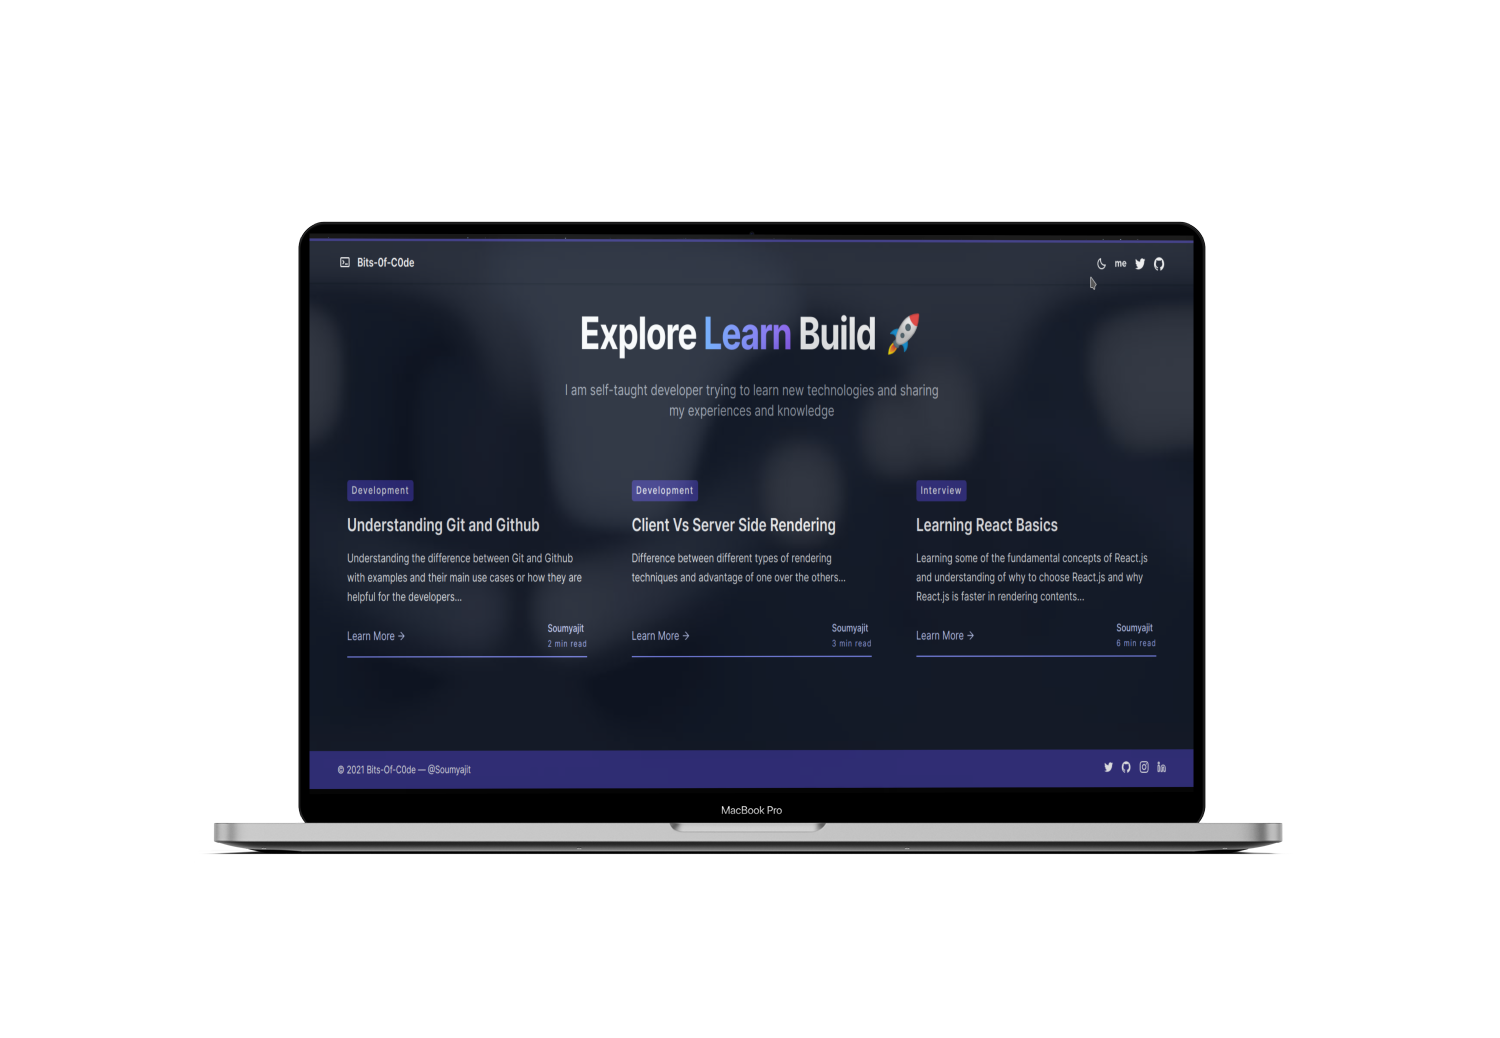 Bits-Of-C0de
me
Explore Learn Build 🚀
I am self-taught developer trying to learn new technologies and sharing
my experiences and knowledge
Development
Understanding Git and Github
Understanding the difference between Git and Github
with examples and their main use cases or how they are
helpful for the developers...
Learn More →
Soumyajit
2 min read
Development
Client Vs Server Side Rendering
Difference between different types of rendering
techniques and advantage of one over the others...
Learn More →
Soumyajit
3 min read
Interview
Learning React Basics
Learning some of the fundamental concepts of React.js
and understanding of why to choose React.js and why
React.js is faster in rendering contents...
Learn More →
Soumyajit
6 min read
© 2021 Bits-Of-C0de — @Soumyajit
MacBook Pro